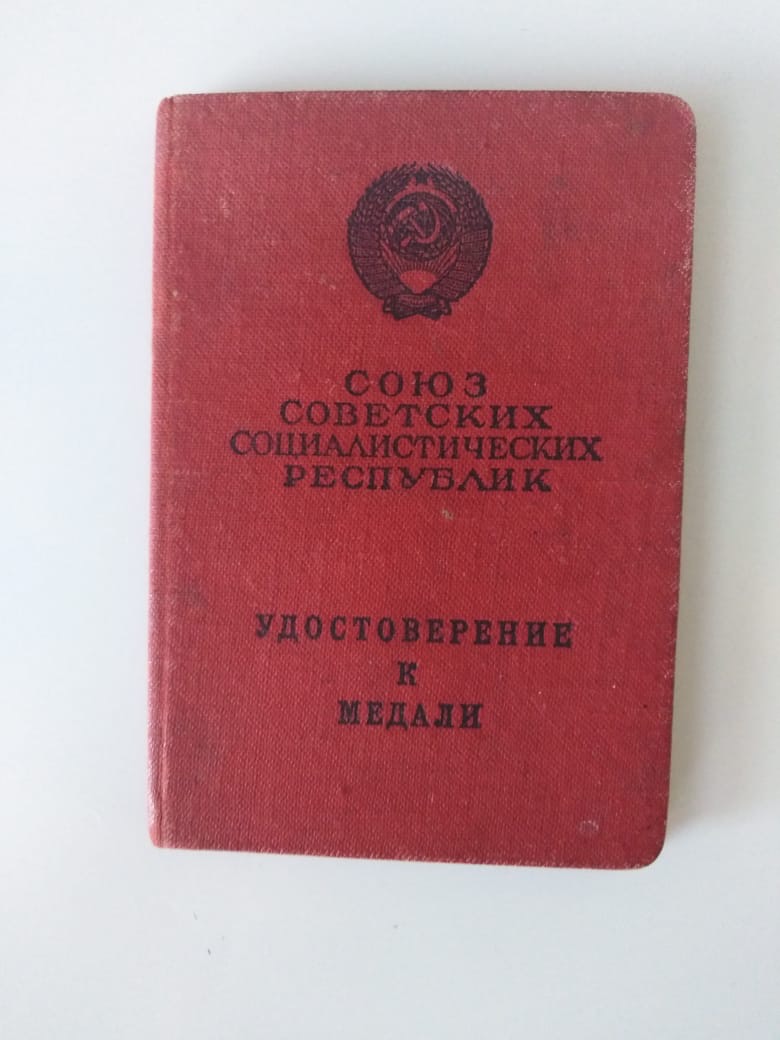 СОЮЗ
СОВЕТСКИХ
СОЦИАЛИСТИЧЕСКИХ
РЕСПУБЛИК
УДОСТОВЕРЕНИЕ
К
МЕДАЛИ